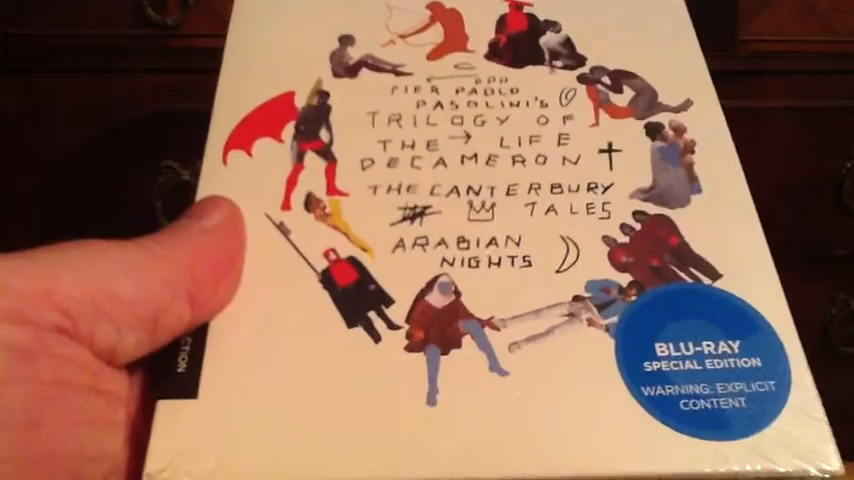 PIER PAOLO
PASOLINI'S
TRILOGY OF
THE → LIFE
DECAMERON
THE CANTERBURY
TALES
ARABIAN
NIGHTS
BLU-RAY
SPECIAL EDITION
WARNING: EXPLICIT
CONTENT